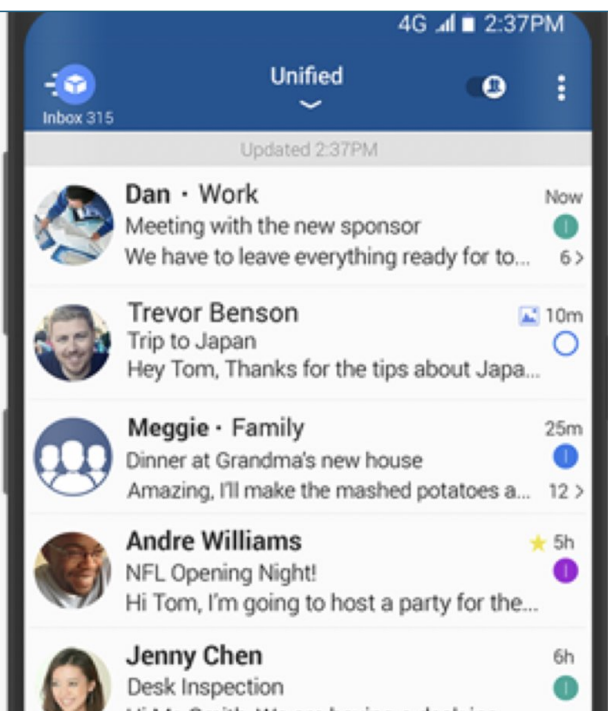 4G 2:37PM
Unified
Inbox 315
Updated 2:37PM
Dan · Work Now
Meeting with the new sponsor
We have to leave everything ready for to... 6 >
Trevor Benson 10m
Trip to Japan
Hey Tom, Thanks for the tips about Japa...
Meggie · Family 25m
Dinner at Grandma's new house
Amazing, I'll make the mashed potatoes a... 12 >
Andre Williams 5h
NFL Opening Night!
Hi Tom, I'm going to host a party for the...
Jenny Chen 6h
Desk Inspection